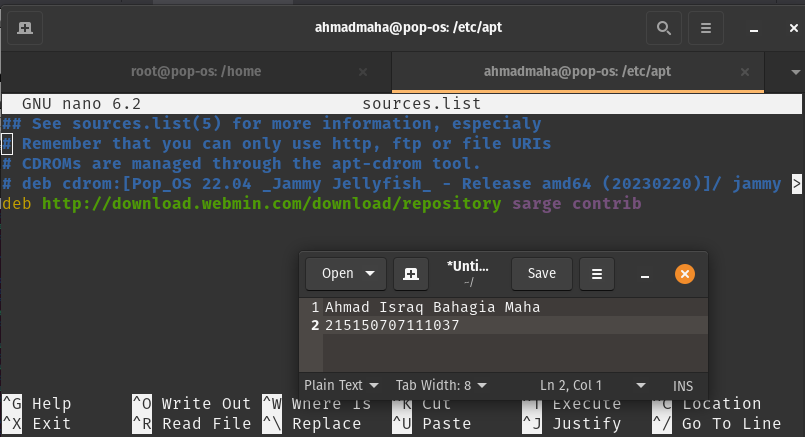 ahmadmaha@pop-os: /etc/apt
root@pop-os: /home
ahmadmaha@pop-os: /etc/apt
GNU nano 6.2 sources.list
## See sources.list(5) for more information, especialy
# Remember that you can only use http, ftp or file URIs
# CDROMs are managed through the apt-cdrom tool.
# deb cdrom:[Pop_OS 22.04 _Jammy Jellyfish_ - Release amd64 (20230220)]/ jammy >
deb http://download.webmin.com/download/repository sarge contrib
Open *Unti... Save
~/
1 Ahmad Israq Bahagia Maha
2 215150707111037
Plain Text Tab Width: 8 Ln 2, Col 1 INS
^G Help ^O Write Out ^W Where Is ^K Cut ^T Execute ^C Location
^X Exit ^R Read File ^\ Replace ^U Paste ^J Justify ^/ Go To Line